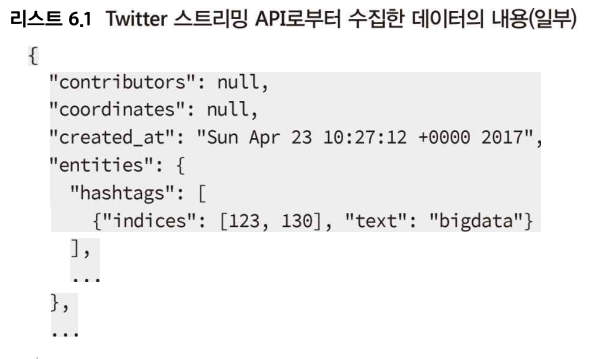 리스트 6.1 Twitter 스트리밍 API로부터 수집한 데이터의 내용(일부)
{
  "contributors": null,
  "coordinates": null,
  "created_at": "Sun Apr 23 10:27:12 +0000 2017",
  "entities": {
    "hashtags": [
      {"indices": [123, 130], "text": "bigdata"}
    ],
    ...
  },
  ...